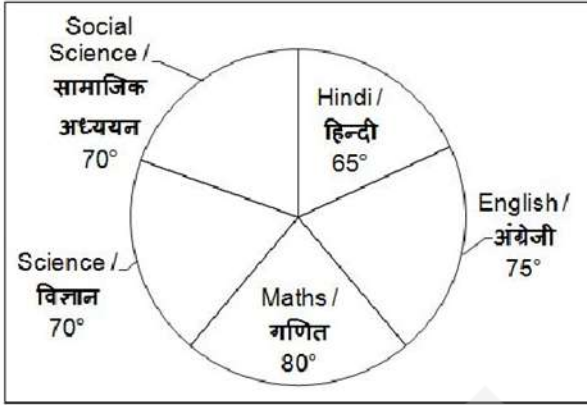 Social
Science /
सामाजिक
अध्ययन
70°
Hindi /
हिन्दी
65°
English /
अंग्रेजी
75°
Science /
विज्ञान
70°
Maths /
गणित
80°